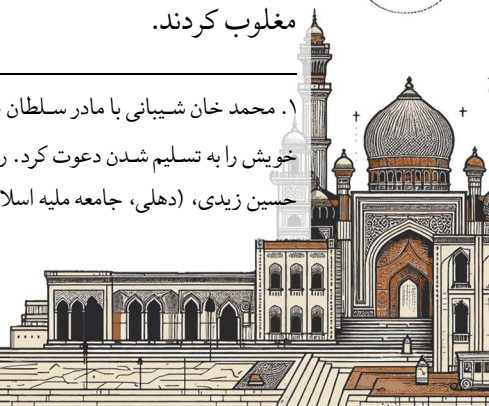 مغلوب کردند.
۱. محمد خان شیبانی با مادر سلطان
خویش را به تسلیم شدن دعوت کرد. ر
حسین زیدی، (دهلی، جامعه ملیه اسلا